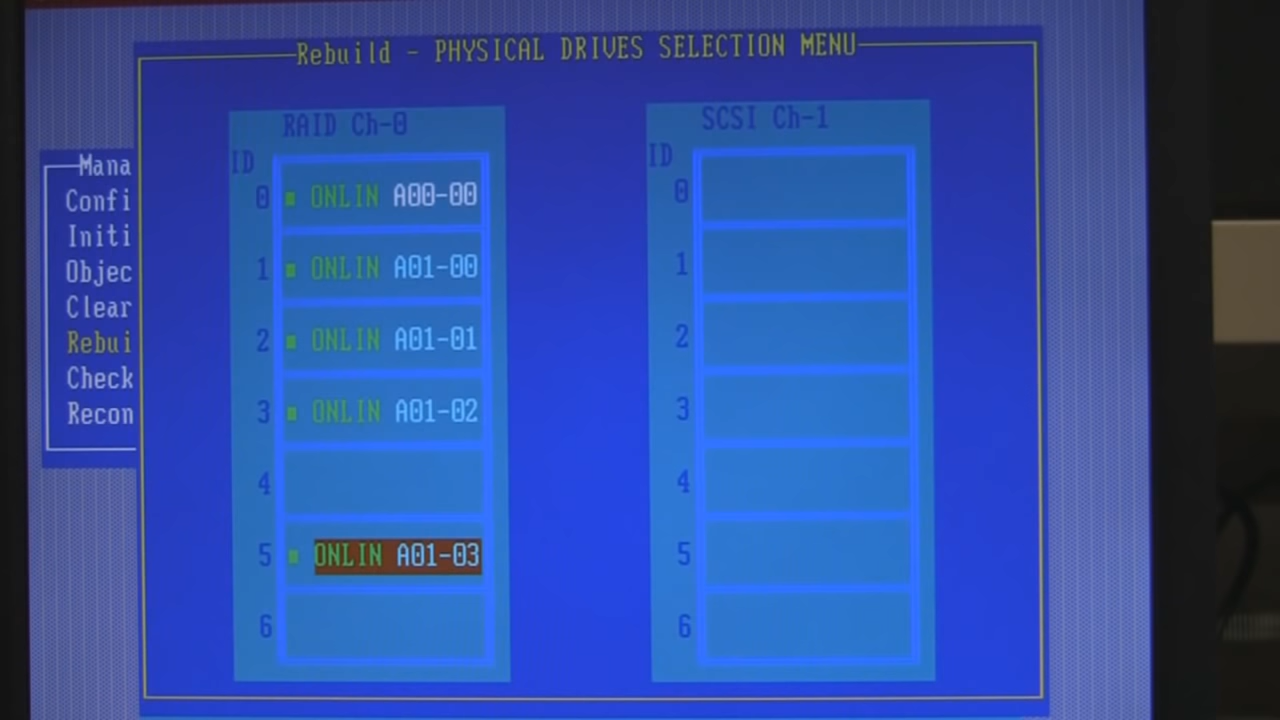 Rebuild - PHYSICAL DRIVES SELECTION MENU
Mana
Confi
Initi
Objec
Clear
Rebui
Check
Recon
RAID Ch-0
ID
0 ONLIN A00-00
1 ONLIN A01-00
2 ONLIN A01-01
3 ONLIN A01-02
4
5 ONLIN A01-03
6
SCSI Ch-1
ID
0
1
2
3
4
5
6